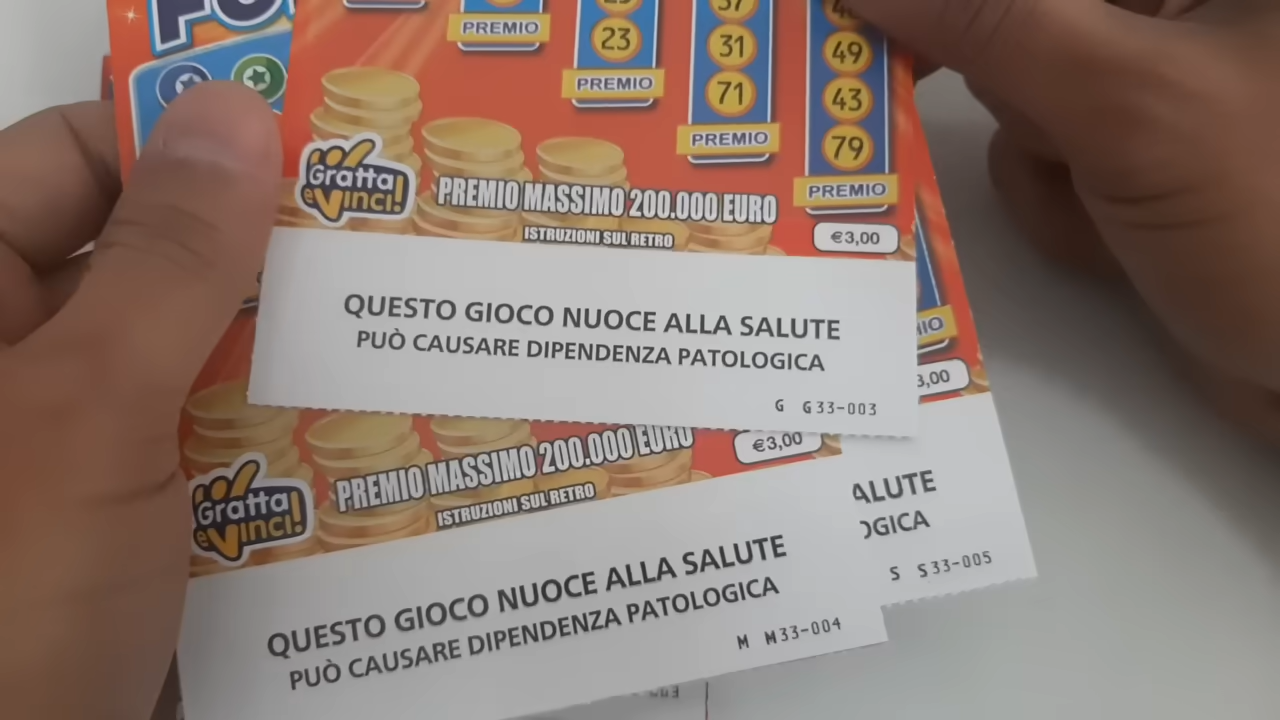 PREMIO
23
PREMIO
31
71
PREMIO
49
43
79
PREMIO
Gratta
e Vinci!
PREMIO MASSIMO 200.000 EURO
ISTRUZIONI SUL RETRO
€3,00
QUESTO GIOCO NUOCE ALLA SALUTE
PUÒ CAUSARE DIPENDENZA PATOLOGICA
G G33-003
Gratta
e Vinci!
PREMIO MASSIMO 200.000 EURO
ISTRUZIONI SUL RETRO
€3,00
QUESTO GIOCO NUOCE ALLA SALUTE
PUÒ CAUSARE DIPENDENZA PATOLOGICA
M M33-004
3,00
ALUTE
OGICA
S S33-005